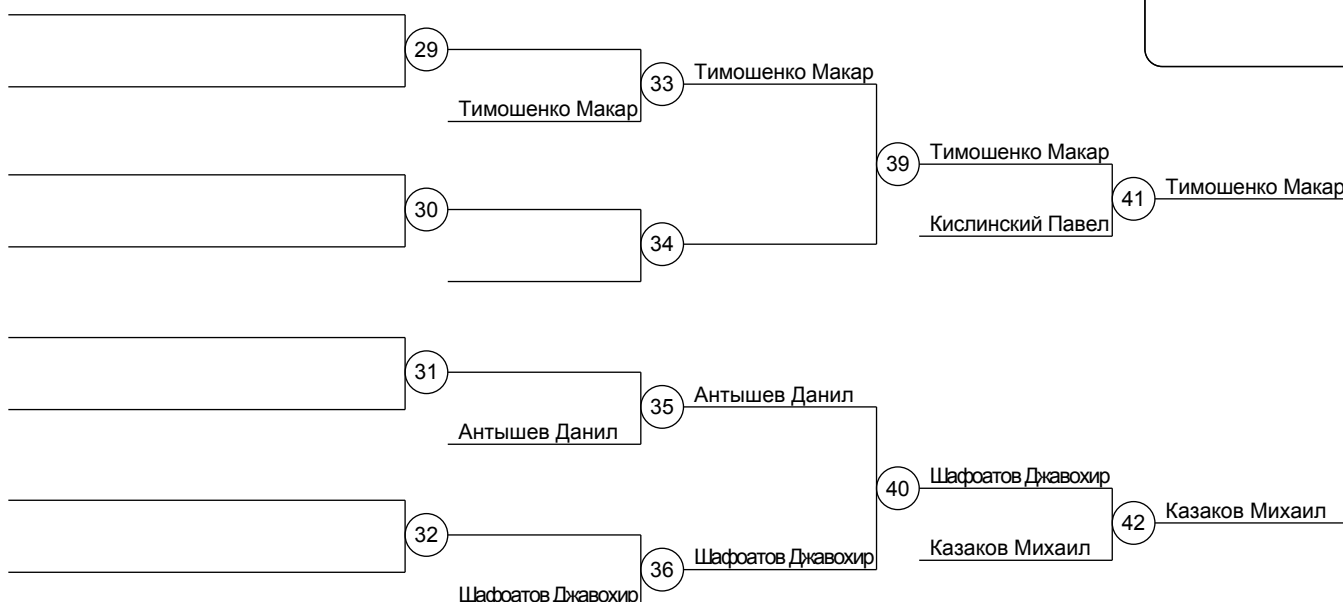 29
Тимошенко Макар
33
Тимошенко Макар
39
Тимошенко Макар
41
Тимошенко Макар
Кислинский Павел
30
34
31
Антышев Данил
35
Антышев Данил
40
Шафоатов Джавохир
42
Казаков Михаил
Казаков Михаил
32
36
Шафоатов Джавохир
Шафоатов Джавохир